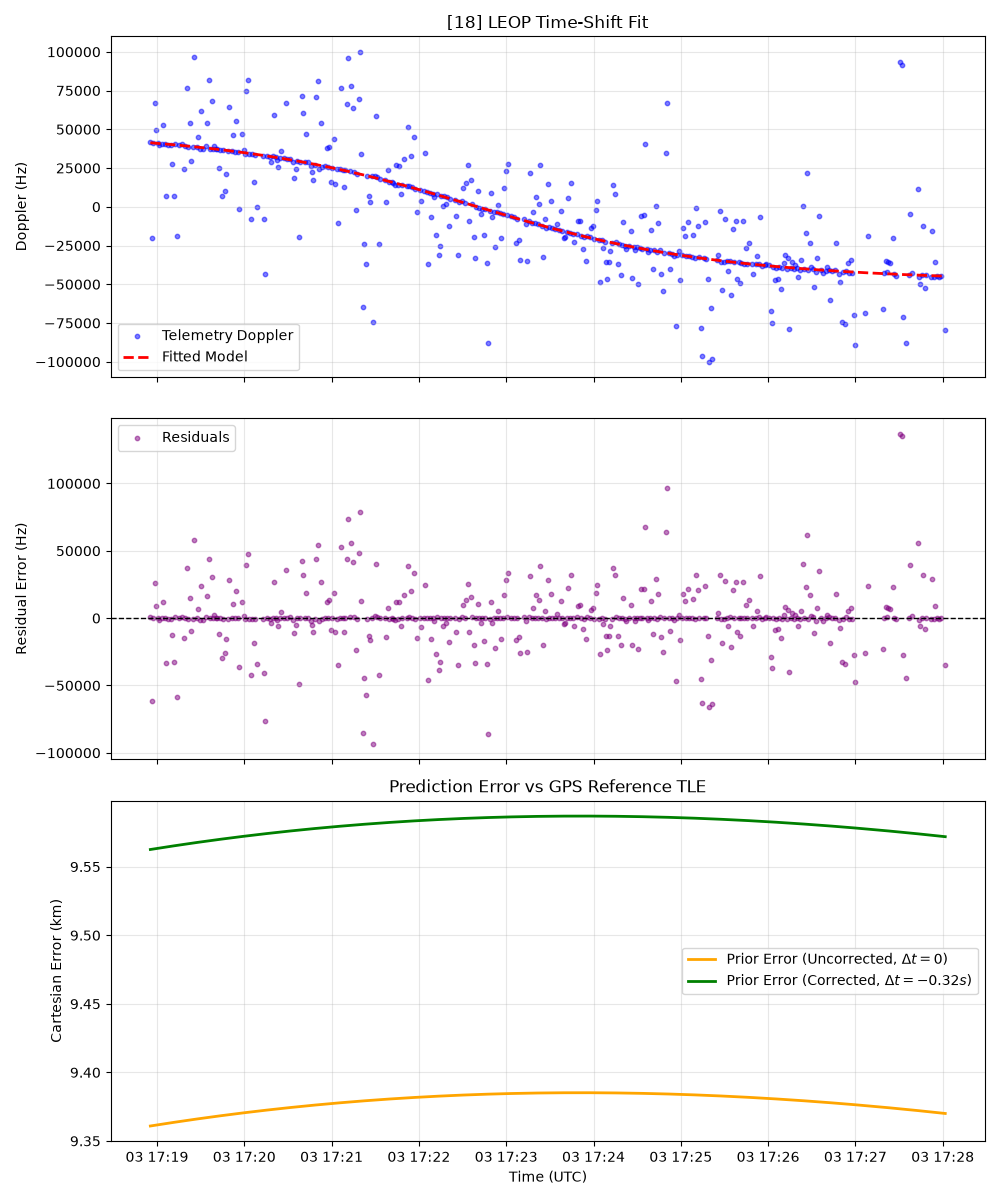 [18] LEOP Time-Shift Fit
Doppler (Hz)
100000
75000
50000
25000
0
−25000
−50000
−75000
−100000
Telemetry Doppler
Fitted Model
Residual Error (Hz)
100000
50000
0
−50000
−100000
Residuals
Prediction Error vs GPS Reference TLE
Cartesian Error (km)
9.55
9.50
9.45
9.40
9.35
Prior Error (Uncorrected, Δt = 0)
Prior Error (Corrected, Δt = −0.32s)
03 17:19 03 17:20 03 17:21 03 17:22 03 17:23 03 17:24 03 17:25 03 17:26 03 17:27 03 17:28
Time (UTC)